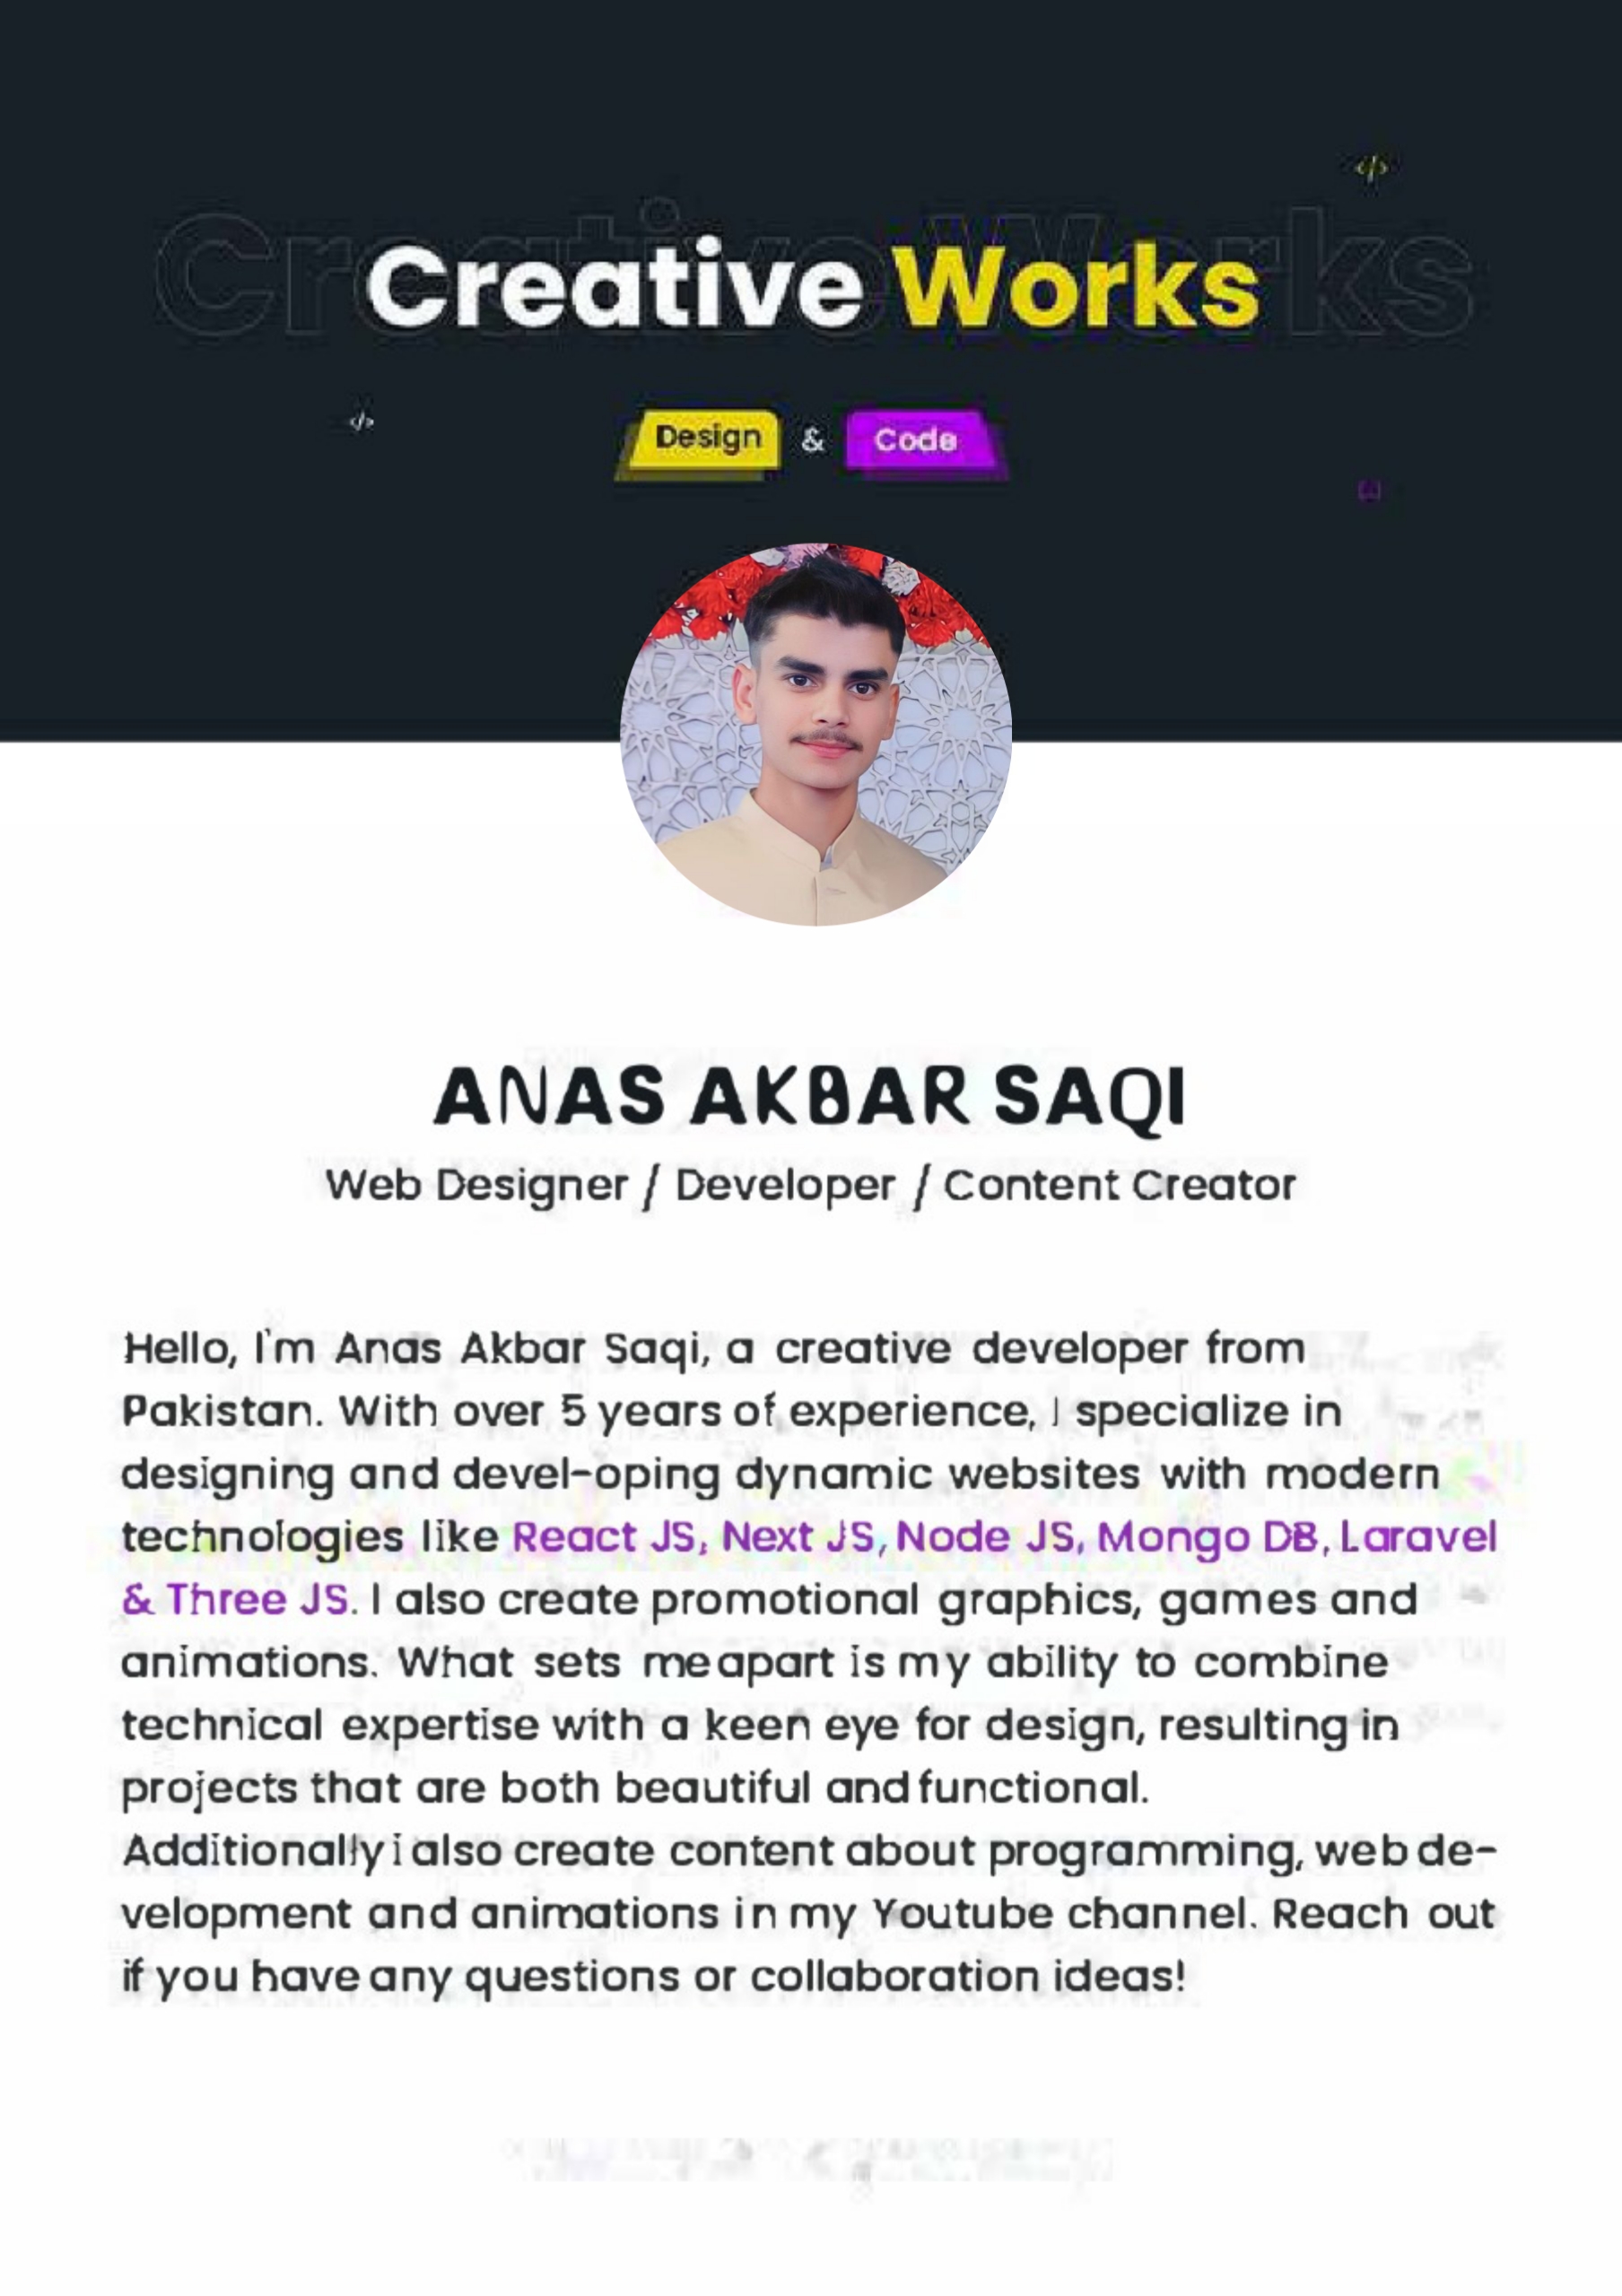 Creative Works
Design & Code
ANAS AKBAR SAQI
Web Designer / Developer / Content Creator
Hello, I'm Anas Akbar Saqi, a creative developer from
Pakistan. With over 5 years of experience, I specialize in
designing and devel-oping dynamic websites with modern
technologies like React JS, Next JS, Node JS, Mongo DB, Laravel
& Three JS. I also create promotional graphics, games and
animations. What sets me apart is my ability to combine
technical expertise with a keen eye for design, resulting in
projects that are both beautiful and functional.
Additionally i also create content about programming, web de-
velopment and animations in my Youtube channel. Reach out
if you have any questions or collaboration ideas!